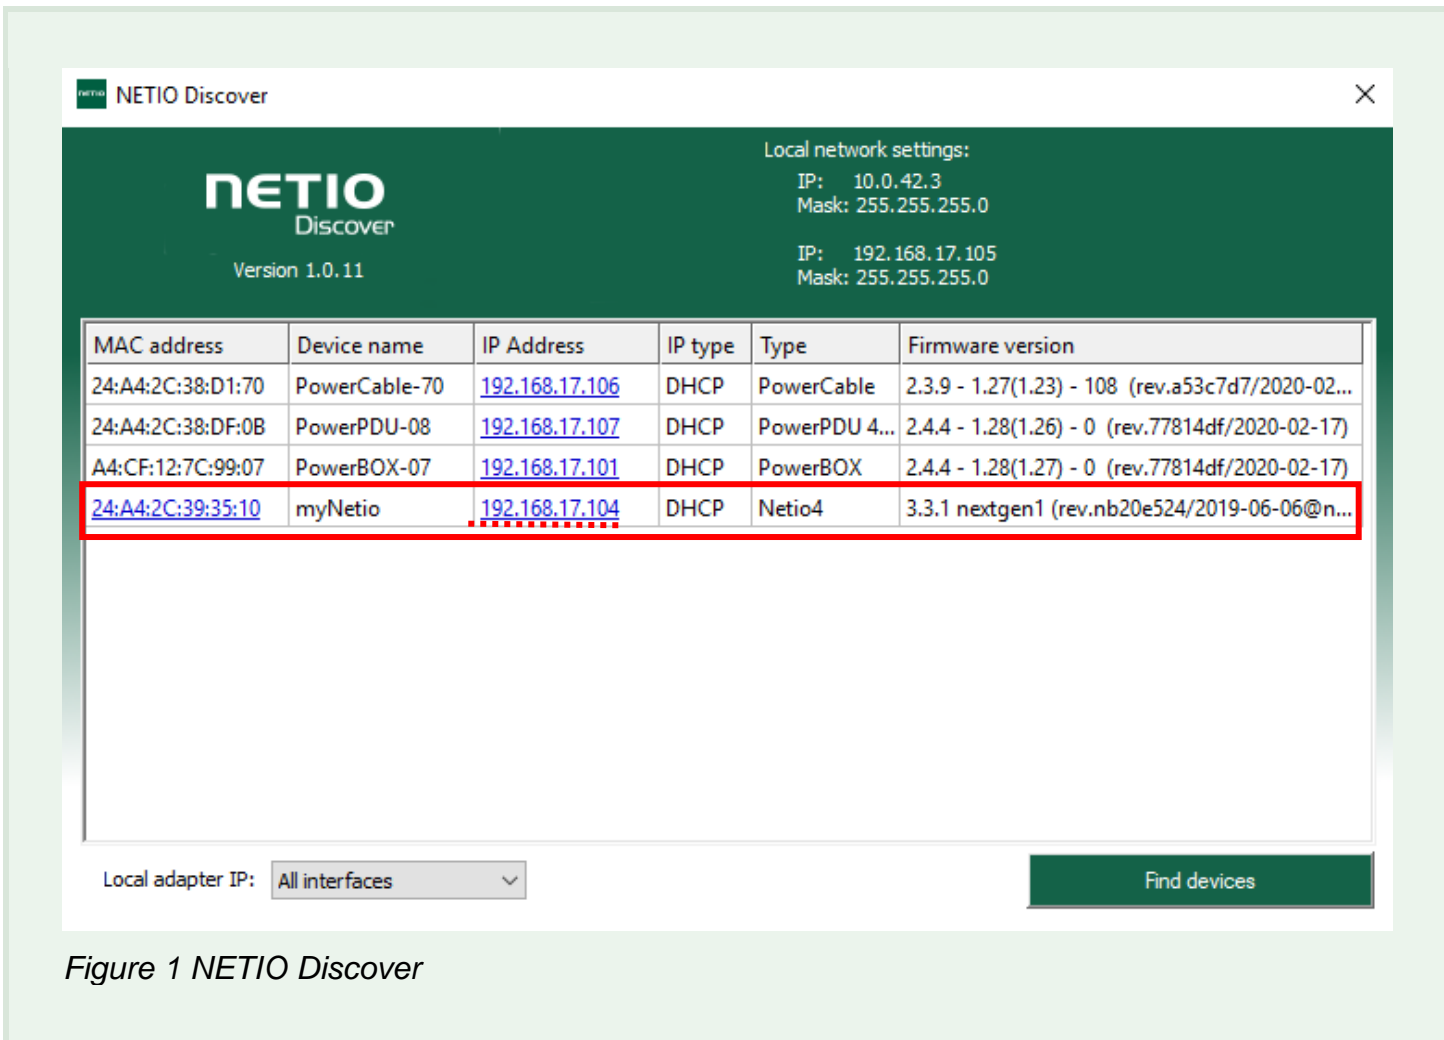 NETIO NETIO Discover
NETIO
Discover
Version 1.0.11
Local network settings:
IP: 10.0.42.3
Mask: 255.255.255.0
IP: 192.168.17.105
Mask: 255.255.255.0
MAC address Device name IP Address IP type Type Firmware version
24:A4:2C:38:D1:70 PowerCable-70 192.168.17.106 DHCP PowerCable 2.3.9 - 1.27(1.23) - 108 (rev.a53c7d7/2020-02...
24:A4:2C:38:DF:0B PowerPDU-08 192.168.17.107 DHCP PowerPDU 4... 2.4.4 - 1.28(1.26) - 0 (rev.77814df/2020-02-17)
A4:CF:12:7C:99:07 PowerBOX-07 192.168.17.101 DHCP PowerBOX 2.4.4 - 1.28(1.27) - 0 (rev.77814df/2020-02-17)
24:A4:2C:39:35:10 myNetio 192.168.17.104 DHCP Netio4 3.3.1 nextgen1 (rev.nb20e524/2019-06-06@n...
Local adapter IP: All interfaces Find devices
Figure 1 NETIO Discover